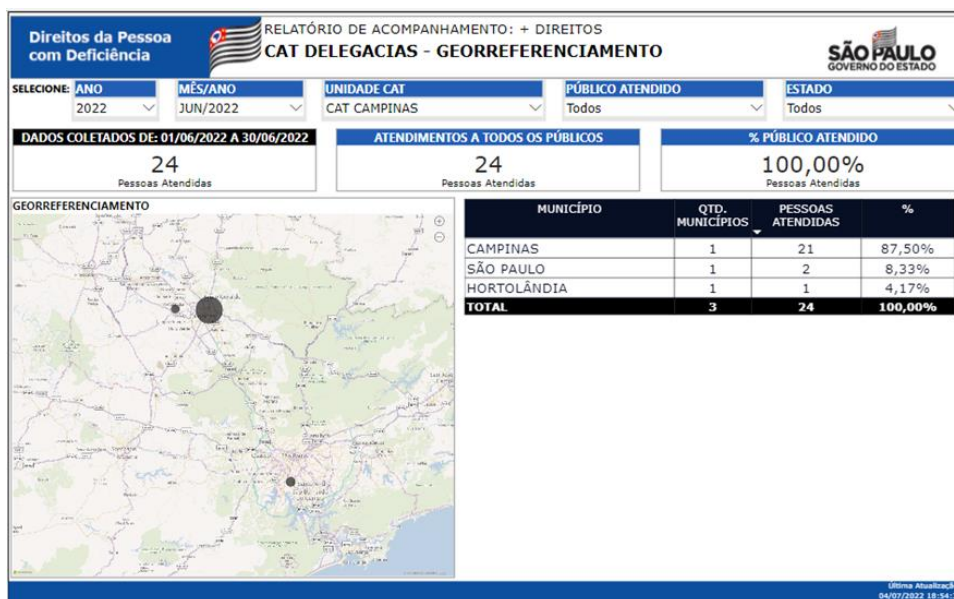 Direitos da Pessoa
com Deficiência
RELATÓRIO DE ACOMPANHAMENTO: + DIREITOS
CAT DELEGACIAS - GEORREFERENCIAMENTO
SÃO PAULO
GOVERNO DO ESTADO
SELECIONE: ANO MÊS/ANO UNIDADE CAT PÚBLICO ATENDIDO ESTADO
2022 JUN/2022 CAT CAMPINAS Todos Todos
DADOS COLETADOS DE: 01/06/2022 A 30/06/2022 ATENDIMENTOS A TODOS OS PÚBLICOS % PÚBLICO ATENDIDO
24 24 100,00%
Pessoas Atendidas Pessoas Atendidas Pessoas Atendidas
GEORREFERENCIAMENTO
MUNICÍPIO QTD. MUNICÍPIOS PESSOAS ATENDIDAS %
CAMPINAS 1 21 87,50%
SÃO PAULO 1 2 8,33%
HORTOLÂNDIA 1 1 4,17%
TOTAL 3 24 100,00%
Última Atualização
04/07/2022 18:54: